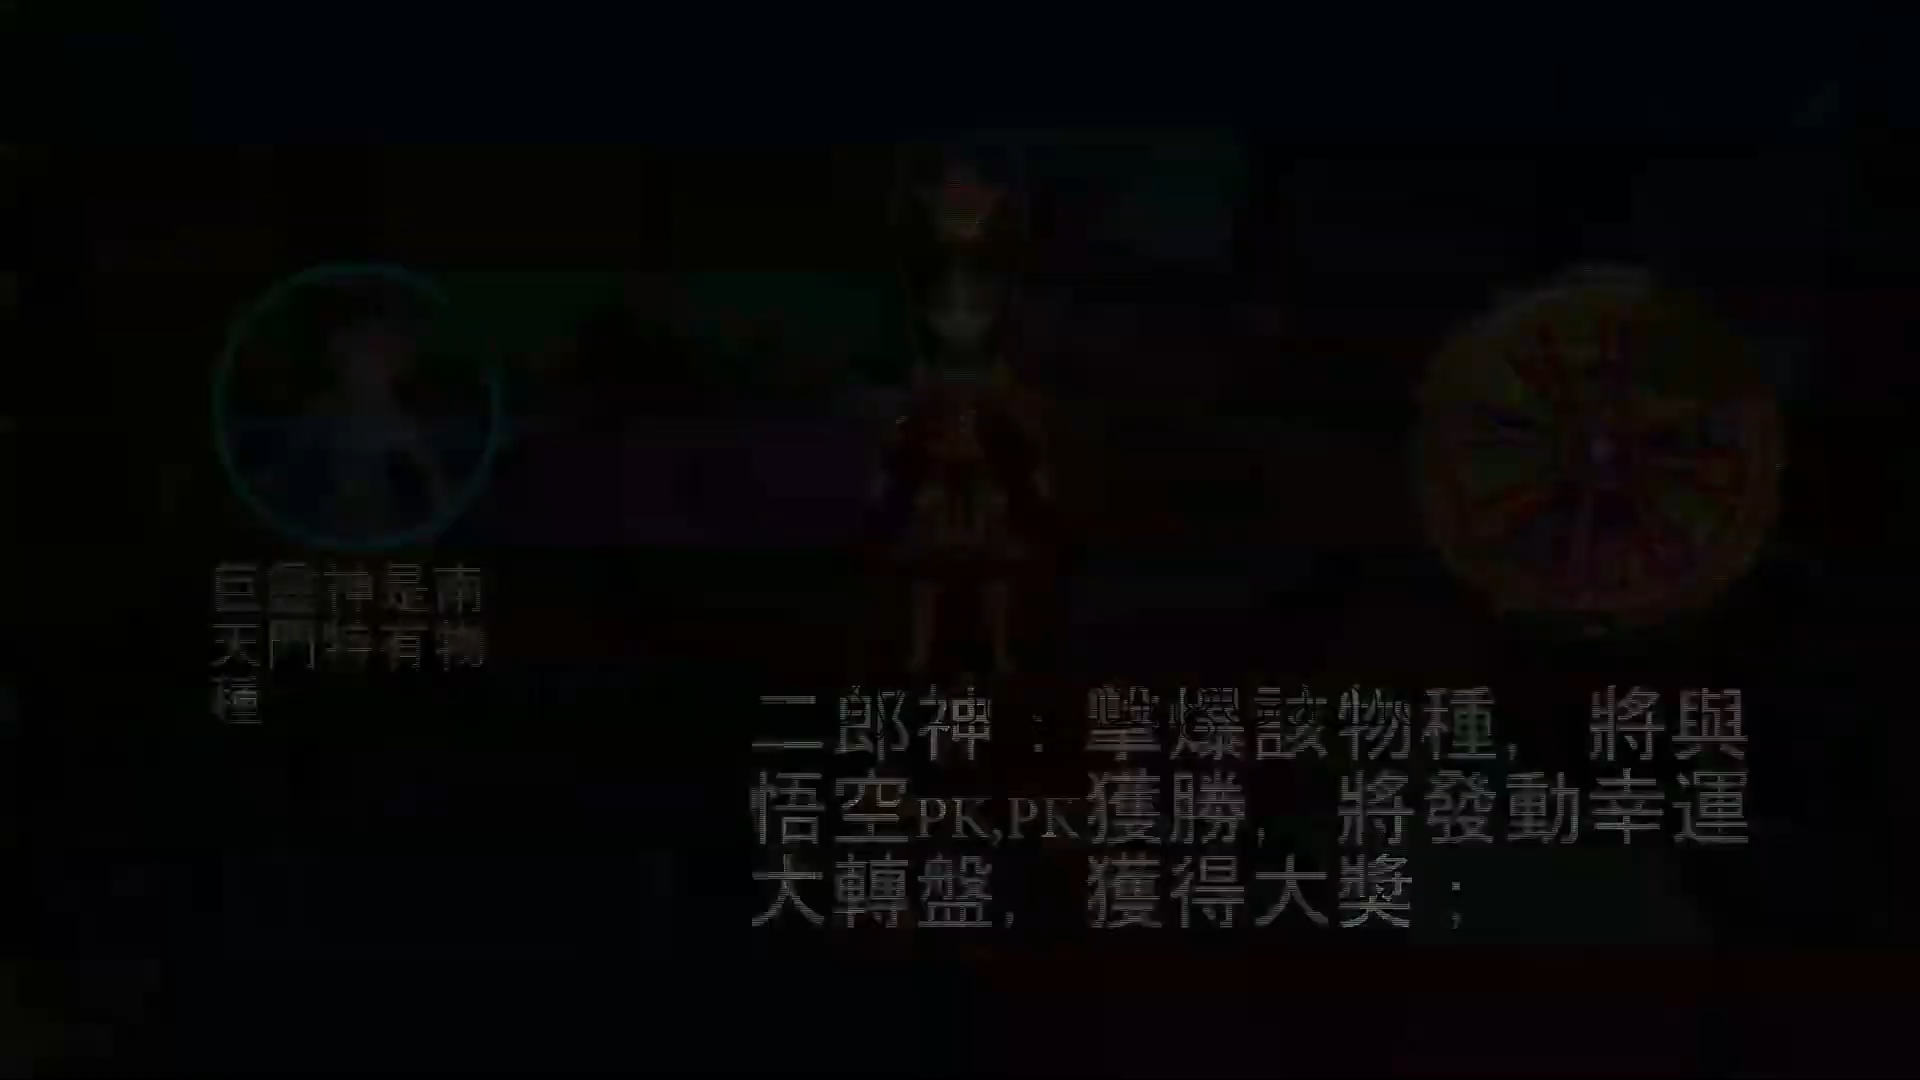 巨靈神是南
天門特有物
種
二郎神：擊爆該物種，將與
悟空PK,PK獲勝，將發動幸運
大轉盤，獲得大獎；